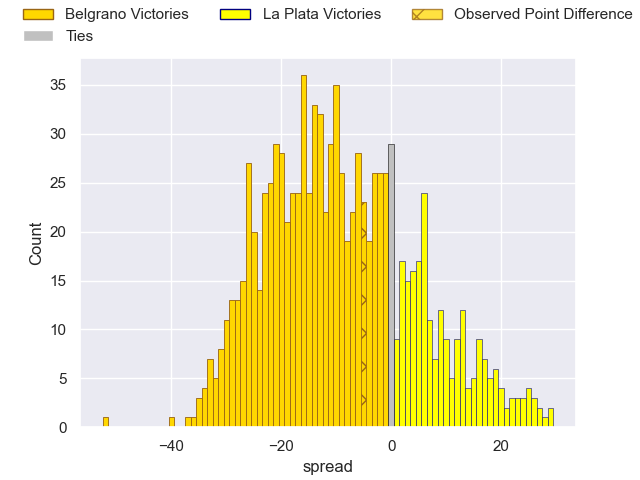 Belgrano Victories
La Plata Victories
Observed Point Difference
Ties
35
30
25
20
15
10
5
0
Count
−40
−20
0
20
spread